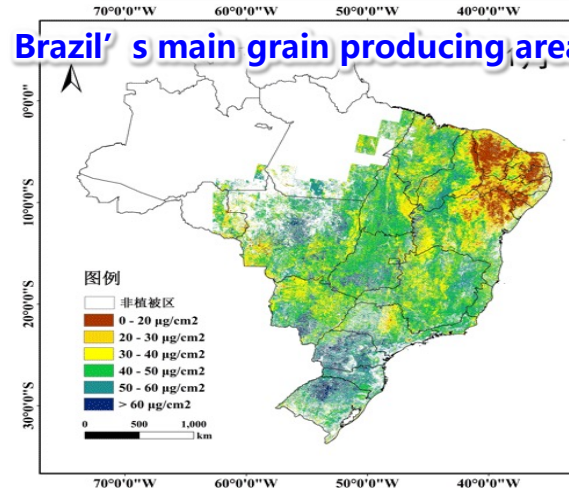 70°0'0"W 60°0'0"W 50°0'0"W 40°0'0"W
Brazil's main grain producing area
0°0'0"
10°0'0"S
20°0'0"S
30°0'0"S
图例
非植被区
0 - 20 μg/cm2
20 - 30 μg/cm2
30 - 40 μg/cm2
40 - 50 μg/cm2
50 - 60 μg/cm2
> 60 μg/cm2
0 500 1,000
km
70°0'0"W 60°0'0"W 50°0'0"W 40°0'0"W